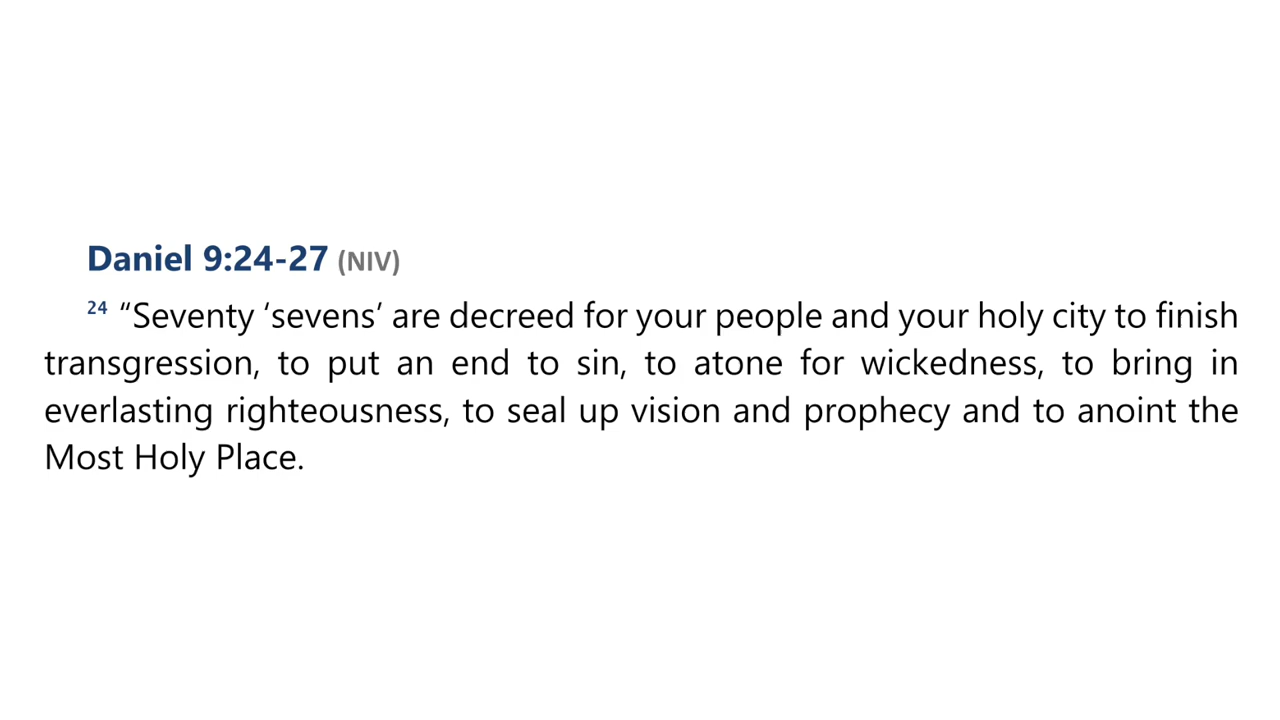 Daniel 9:24-27 (NIV)
24 “Seventy ‘sevens’ are decreed for your people and your holy city to finish
transgression, to put an end to sin, to atone for wickedness, to bring in
everlasting righteousness, to seal up vision and prophecy and to anoint the
Most Holy Place.